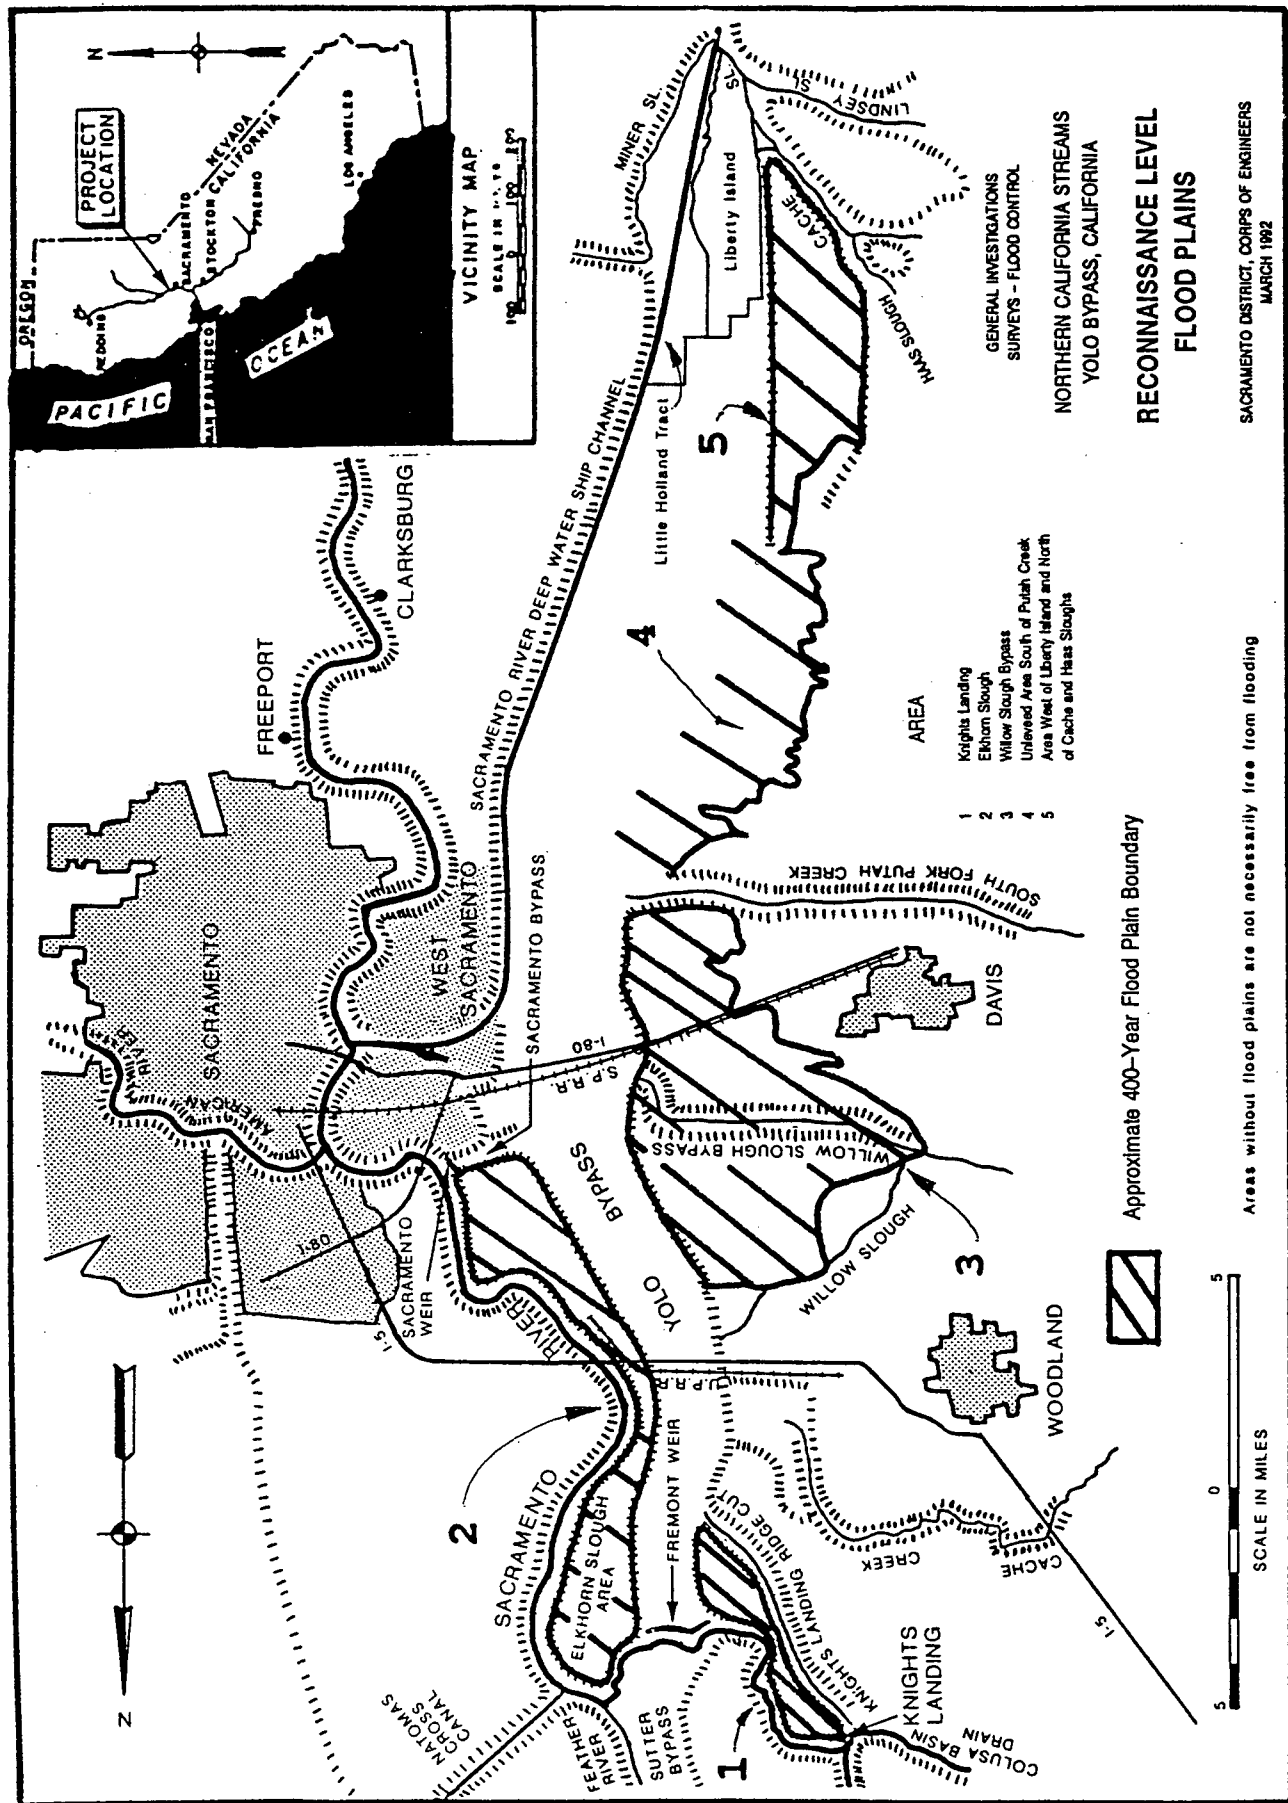 N
PROJECT
LOCATION
OREGON
REDDING
SACRAMENTO
STOCKTON
NEVADA
CALIFORNIA
FRESNO
LOS ANGELES
SAN FRANCISCO
PACIFIC
OCEAN
VICINITY MAP
100 0 100 200
N
SACRAMENTO
AMERICAN
RIVER
FREEPORT
CLARKSBURG
WEST
SACRAMENTO
SACRAMENTO RIVER DEEP WATER SHIP CHANNEL
SACRAMENTO BYPASS
MINER SL.
SL.
LINDSEY
SL
Liberty Island
Little Holland Tract
CACHE
HAAS SLOUGH
5
4
I-80
S.P.R.R.
I-80
I-5
SACRAMENTO
WEIR
SACRAMENTO
RIVER
2
ELKHORN SLOUGH
AREA
YOLO
BYPASS
U.P.R.R.
FREMONT WEIR
NATOMAS
CROSS
CANAL
FEATHER
RIVER
SUTTER
BYPASS
1
KNIGHTS LANDING RIDGE CUT
KNIGHTS
LANDING
COLUSA BASIN
DRAIN
CACHE
CREEK
I-5
WOODLAND
WILLOW SLOUGH
WILLOW SLOUGH BYPASS
3
DAVIS
SOUTH FORK PUTAH CREEK
AREA
1 Knights Landing
2 Elkhorn Slough
3 Willow Slough Bypass
4 Unleveed Area South of Putah Creek
5 Area West of Liberty Island and North
of Cache and Haas Sloughs
Approximate 400-Year Flood Plain Boundary
Areas without flood plains are not necessarily free from flooding
5 0 5
SCALE IN MILES
GENERAL INVESTIGATIONS
SURVEYS - FLOOD CONTROL
NORTHERN CALIFORNIA STREAMS
YOLO BYPASS, CALIFORNIA
RECONNAISSANCE LEVEL
FLOOD PLAINS
SACRAMENTO DISTRICT, CORPS OF ENGINEERS
MARCH 1992